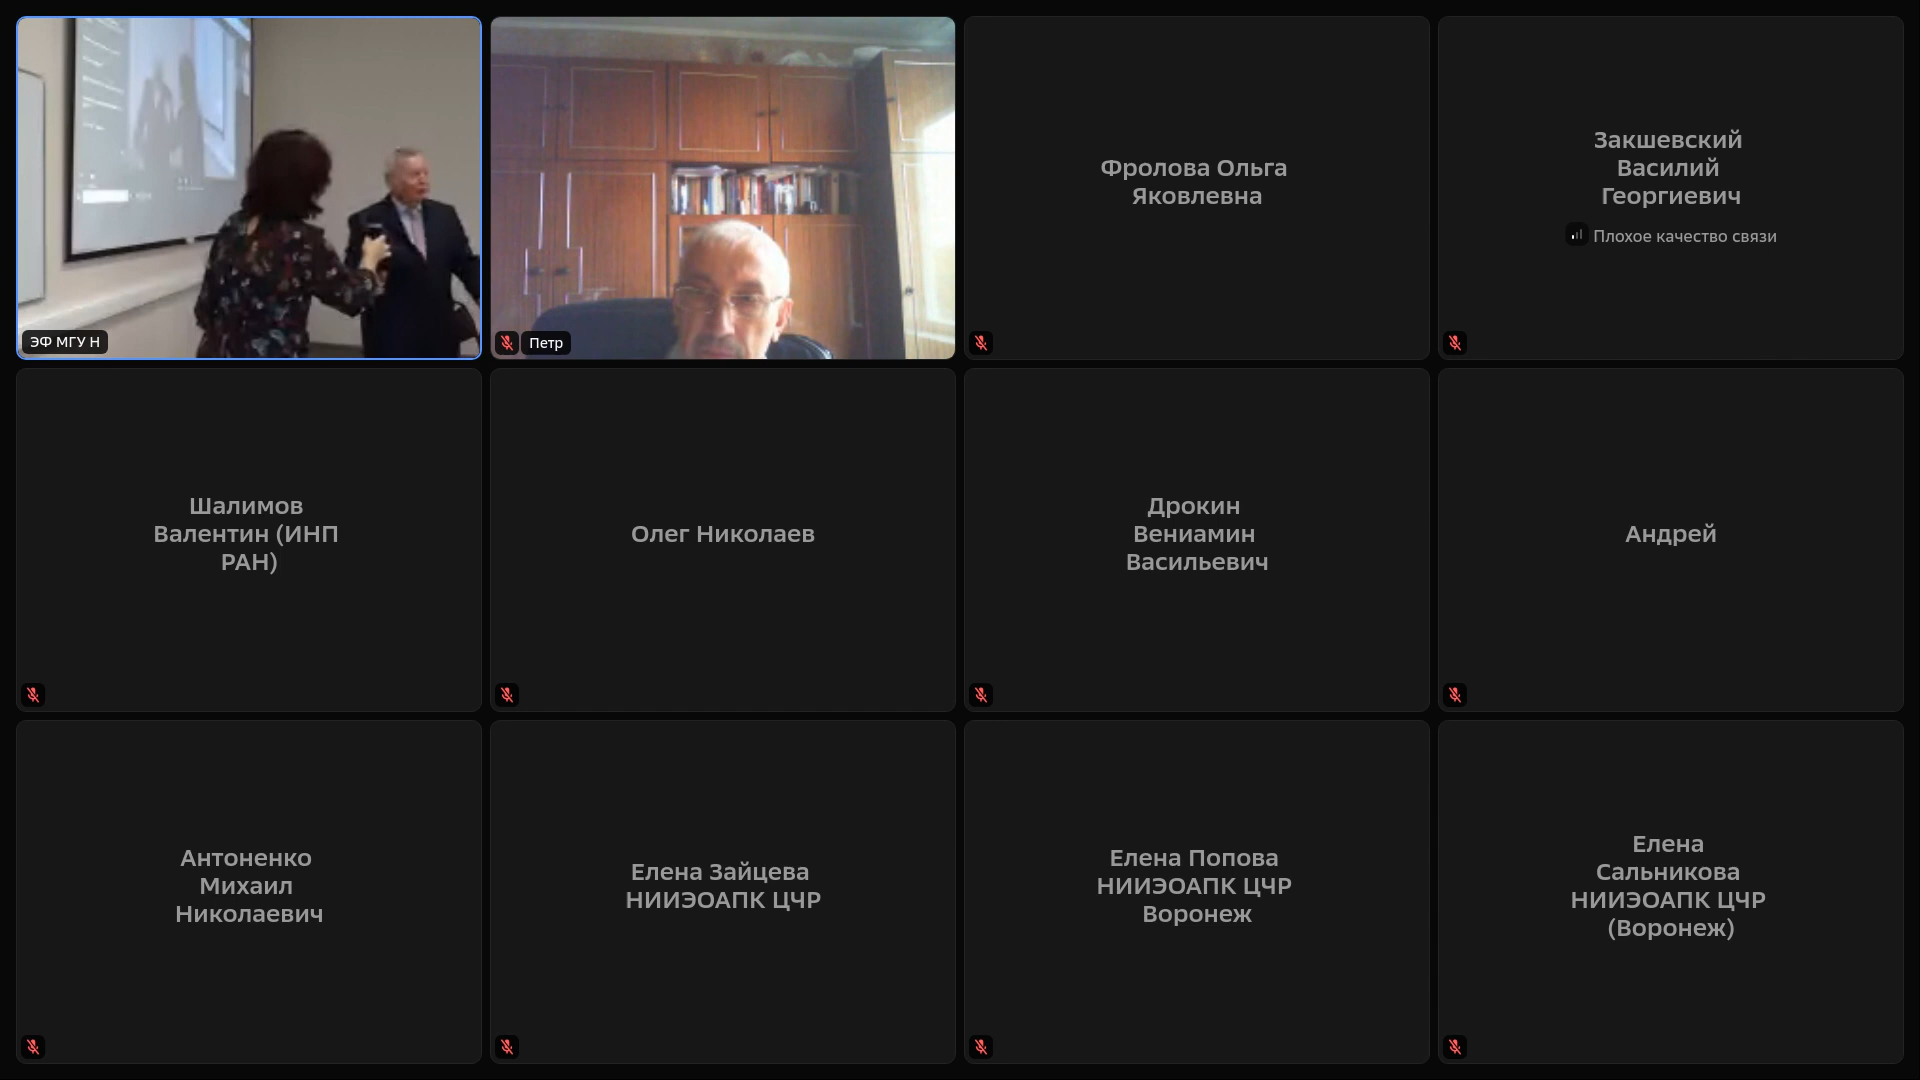 ЭФ МГУ Н
Петр
Фролова Ольга
Яковлевна
Закшевский
Василий
Георгиевич
Плохое качество связи
Шалимов
Валентин (ИНП
РАН)
Олег Николаев
Дрокин
Вениамин
Васильевич
Андрей
Антоненко
Михаил
Николаевич
Елена Зайцева
НИИЭОАПК ЦЧР
Елена Попова
НИИЭОАПК ЦЧР
Воронеж
Елена
Сальникова
НИИЭОАПК ЦЧР
(Воронеж)